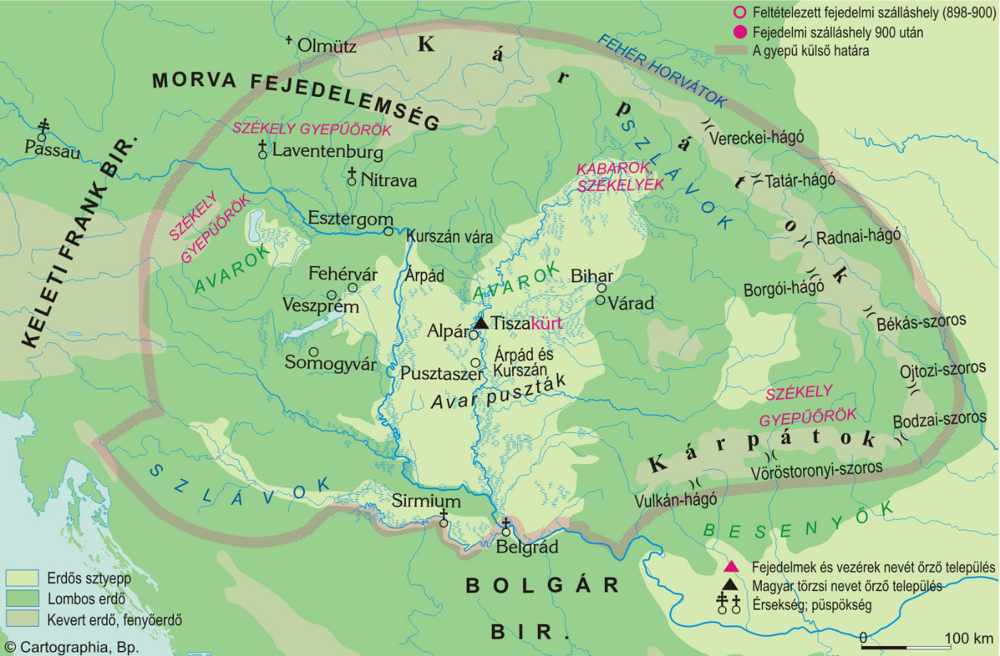 Feltételezett fejedelmi szálláshely (898-900)
Fejedelmi szálláshely 900 után
A gyepű külső határa
Olmütz
K á r p á t o k
FEHÉR HORVÁTOK
MORVA FEJEDELEMSÉG
SZLÁVOK
Passau
SZÉKELY GYEPŰŐRÖK
Laventenburg
Vereckei-hágó
KELETI FRANK BIR.
Nitrava
KABAROK,
SZÉKELYEK
Tatár-hágó
SZÉKELY
GYEPŰŐRÖK
Esztergom
Kurszán vára
Radnai-hágó
AVAROK
Fehérvár
Árpád
AVAROK
Bihar
Borgói-hágó
Veszprém
Várad
Alpár
Tiszakürt
Békás-szoros
Somogyvár
Pusztaszer
Árpád és
Kurszán
Ojtozi-szoros
Avar puszták
SZÉKELY
GYEPŰŐRÖK
Bodzai-szoros
Kárpátok
SZLÁVOK
Vöröstoronyi-szoros
Sirmium
Vulkán-hágó
Belgrád
BESENYŐK
Erdős sztyepp
Lombos erdő
Kevert erdő, fenyőerdő
BOLGÁR
BIR.
Fejedelmek és vezérek nevét őrző település
Magyar törzsi nevet őrző település
Érsekség; püspökség
0 100 km
© Cartographia, Bp.